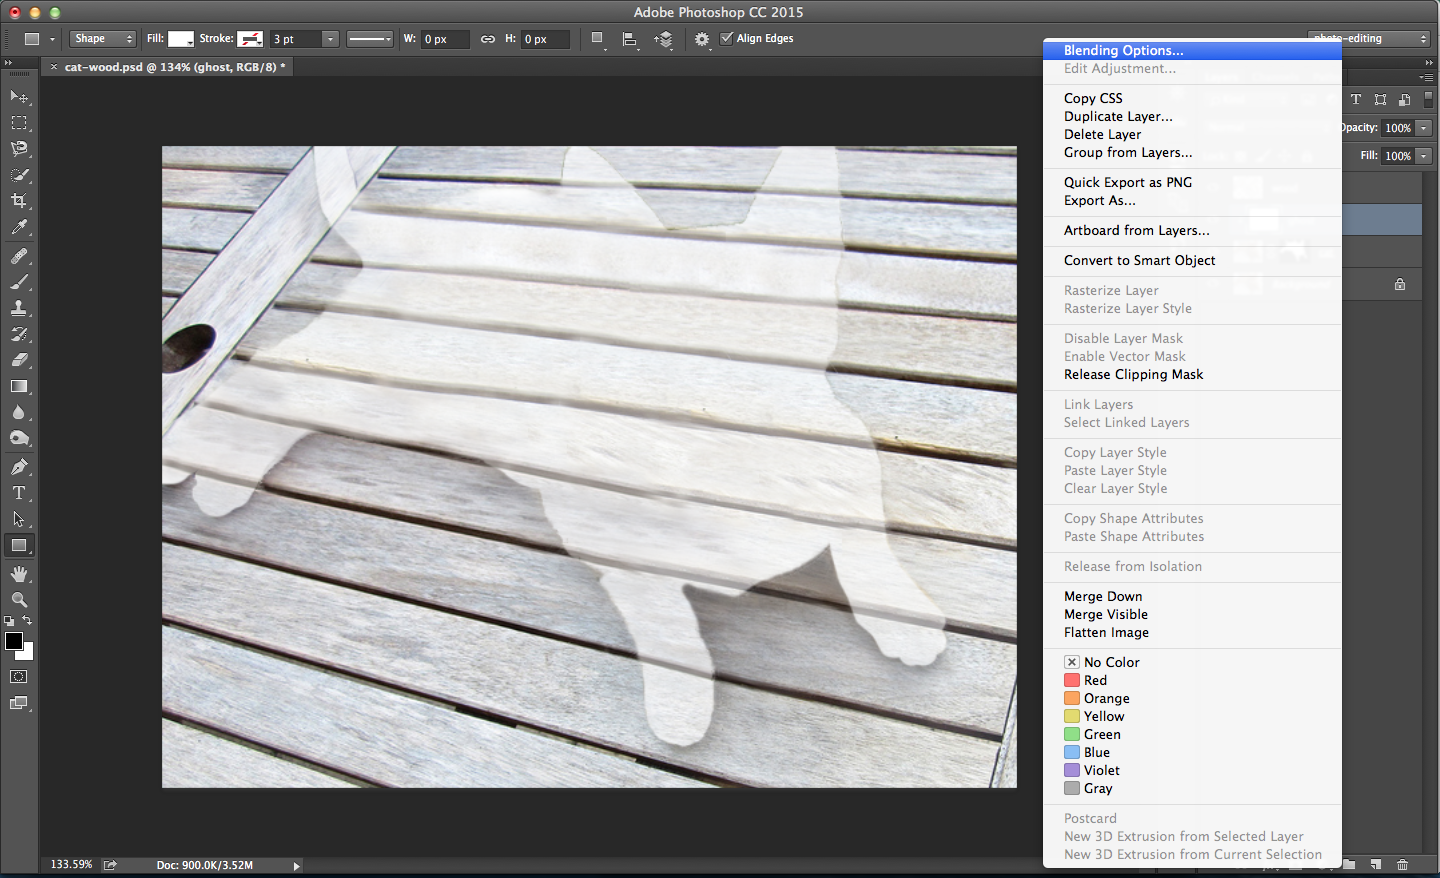 Adobe Photoshop CC 2015
Shape Fill: Stroke: 3 pt W: 0 px H: 0 px Align Edges
photo-editing
× cat-wood.psd @ 134% (ghost, RGB/8) *
Blending Options...
Edit Adjustment...
Copy CSS
Duplicate Layer...
Delete Layer
Group from Layers...
Quick Export as PNG
Export As...
Artboard from Layers...
Convert to Smart Object
Rasterize Layer
Rasterize Layer Style
Disable Layer Mask
Enable Vector Mask
Release Clipping Mask
Link Layers
Select Linked Layers
Copy Layer Style
Paste Layer Style
Clear Layer Style
Copy Shape Attributes
Paste Shape Attributes
Release from Isolation
Merge Down
Merge Visible
Flatten Image
No Color
Red
Orange
Yellow
Green
Blue
Violet
Gray
Postcard
New 3D Extrusion from Selected Layer
New 3D Extrusion from Current Selection
Opacity: 100%
Fill: 100%
133.59% Doc: 900.0K/3.52M